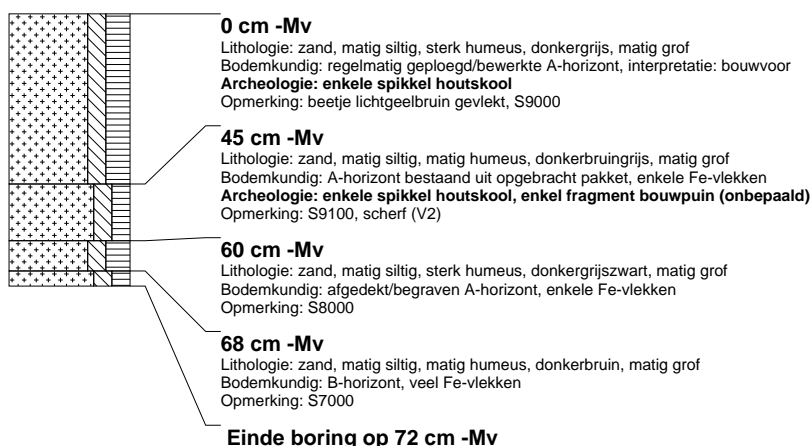 0 cm -Mv
Lithologie: zand, matig siltig, sterk humeus, donkergrijs, matig grof
Bodemkundig: regelmatig geploegd/bewerkte A-horizont, interpretatie: bouwvoor
Archeologie: enkele spikkel houtskool
Opmerking: beetje lichtgeelbruin gevlekt, S9000
45 cm -Mv
Lithologie: zand, matig siltig, matig humeus, donkerbruingrijs, matig grof
Bodemkundig: A-horizont bestaand uit opgebracht pakket, enkele Fe-vlekken
Archeologie: enkele spikkel houtskool, enkel fragment bouwpuin (onbepaald)
Opmerking: S9100, scherf (V2)
60 cm -Mv
Lithologie: zand, matig siltig, sterk humeus, donkergrijszwart, matig grof
Bodemkundig: afgedekt/begraven A-horizont, enkele Fe-vlekken
Opmerking: S8000
68 cm -Mv
Lithologie: zand, matig siltig, matig humeus, donkerbruin, matig grof
Bodemkundig: B-horizont, veel Fe-vlekken
Opmerking: S7000
Einde boring op 72 cm -Mv